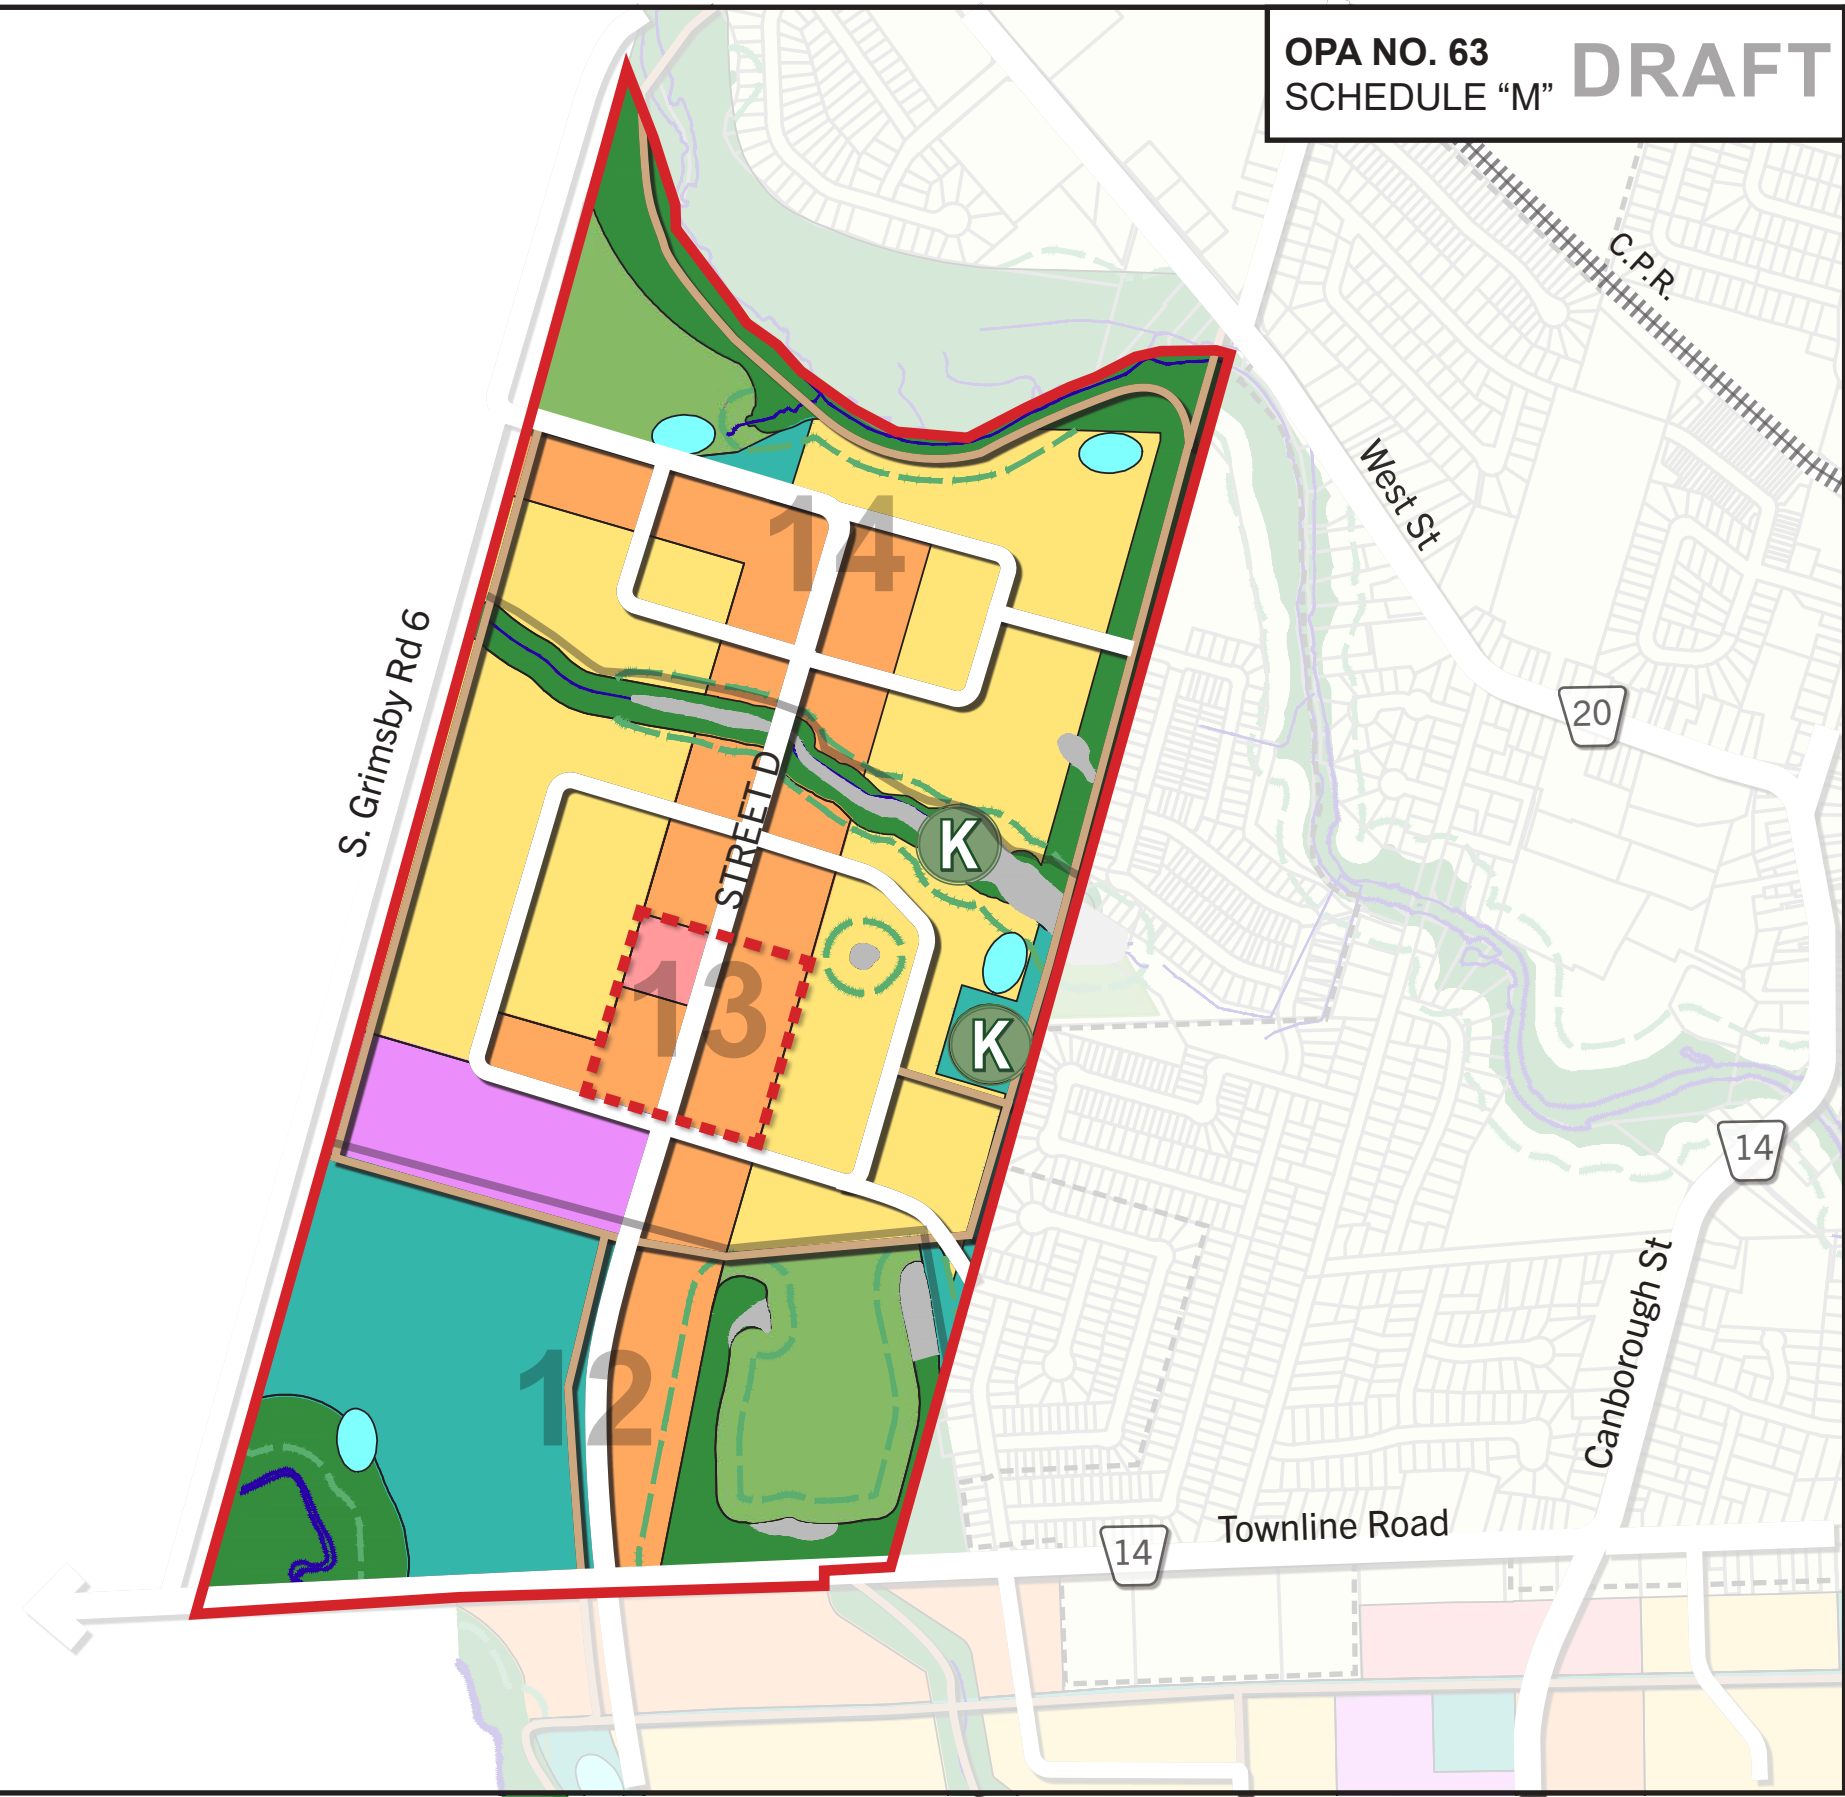 OPA NO. 63
SCHEDULE “M”
DRAFT
C.P.R.
West St
20
14
S. Grimsby Rd 6
STREET D
K
13
K
14
12
Canborough St
Townline Road
14